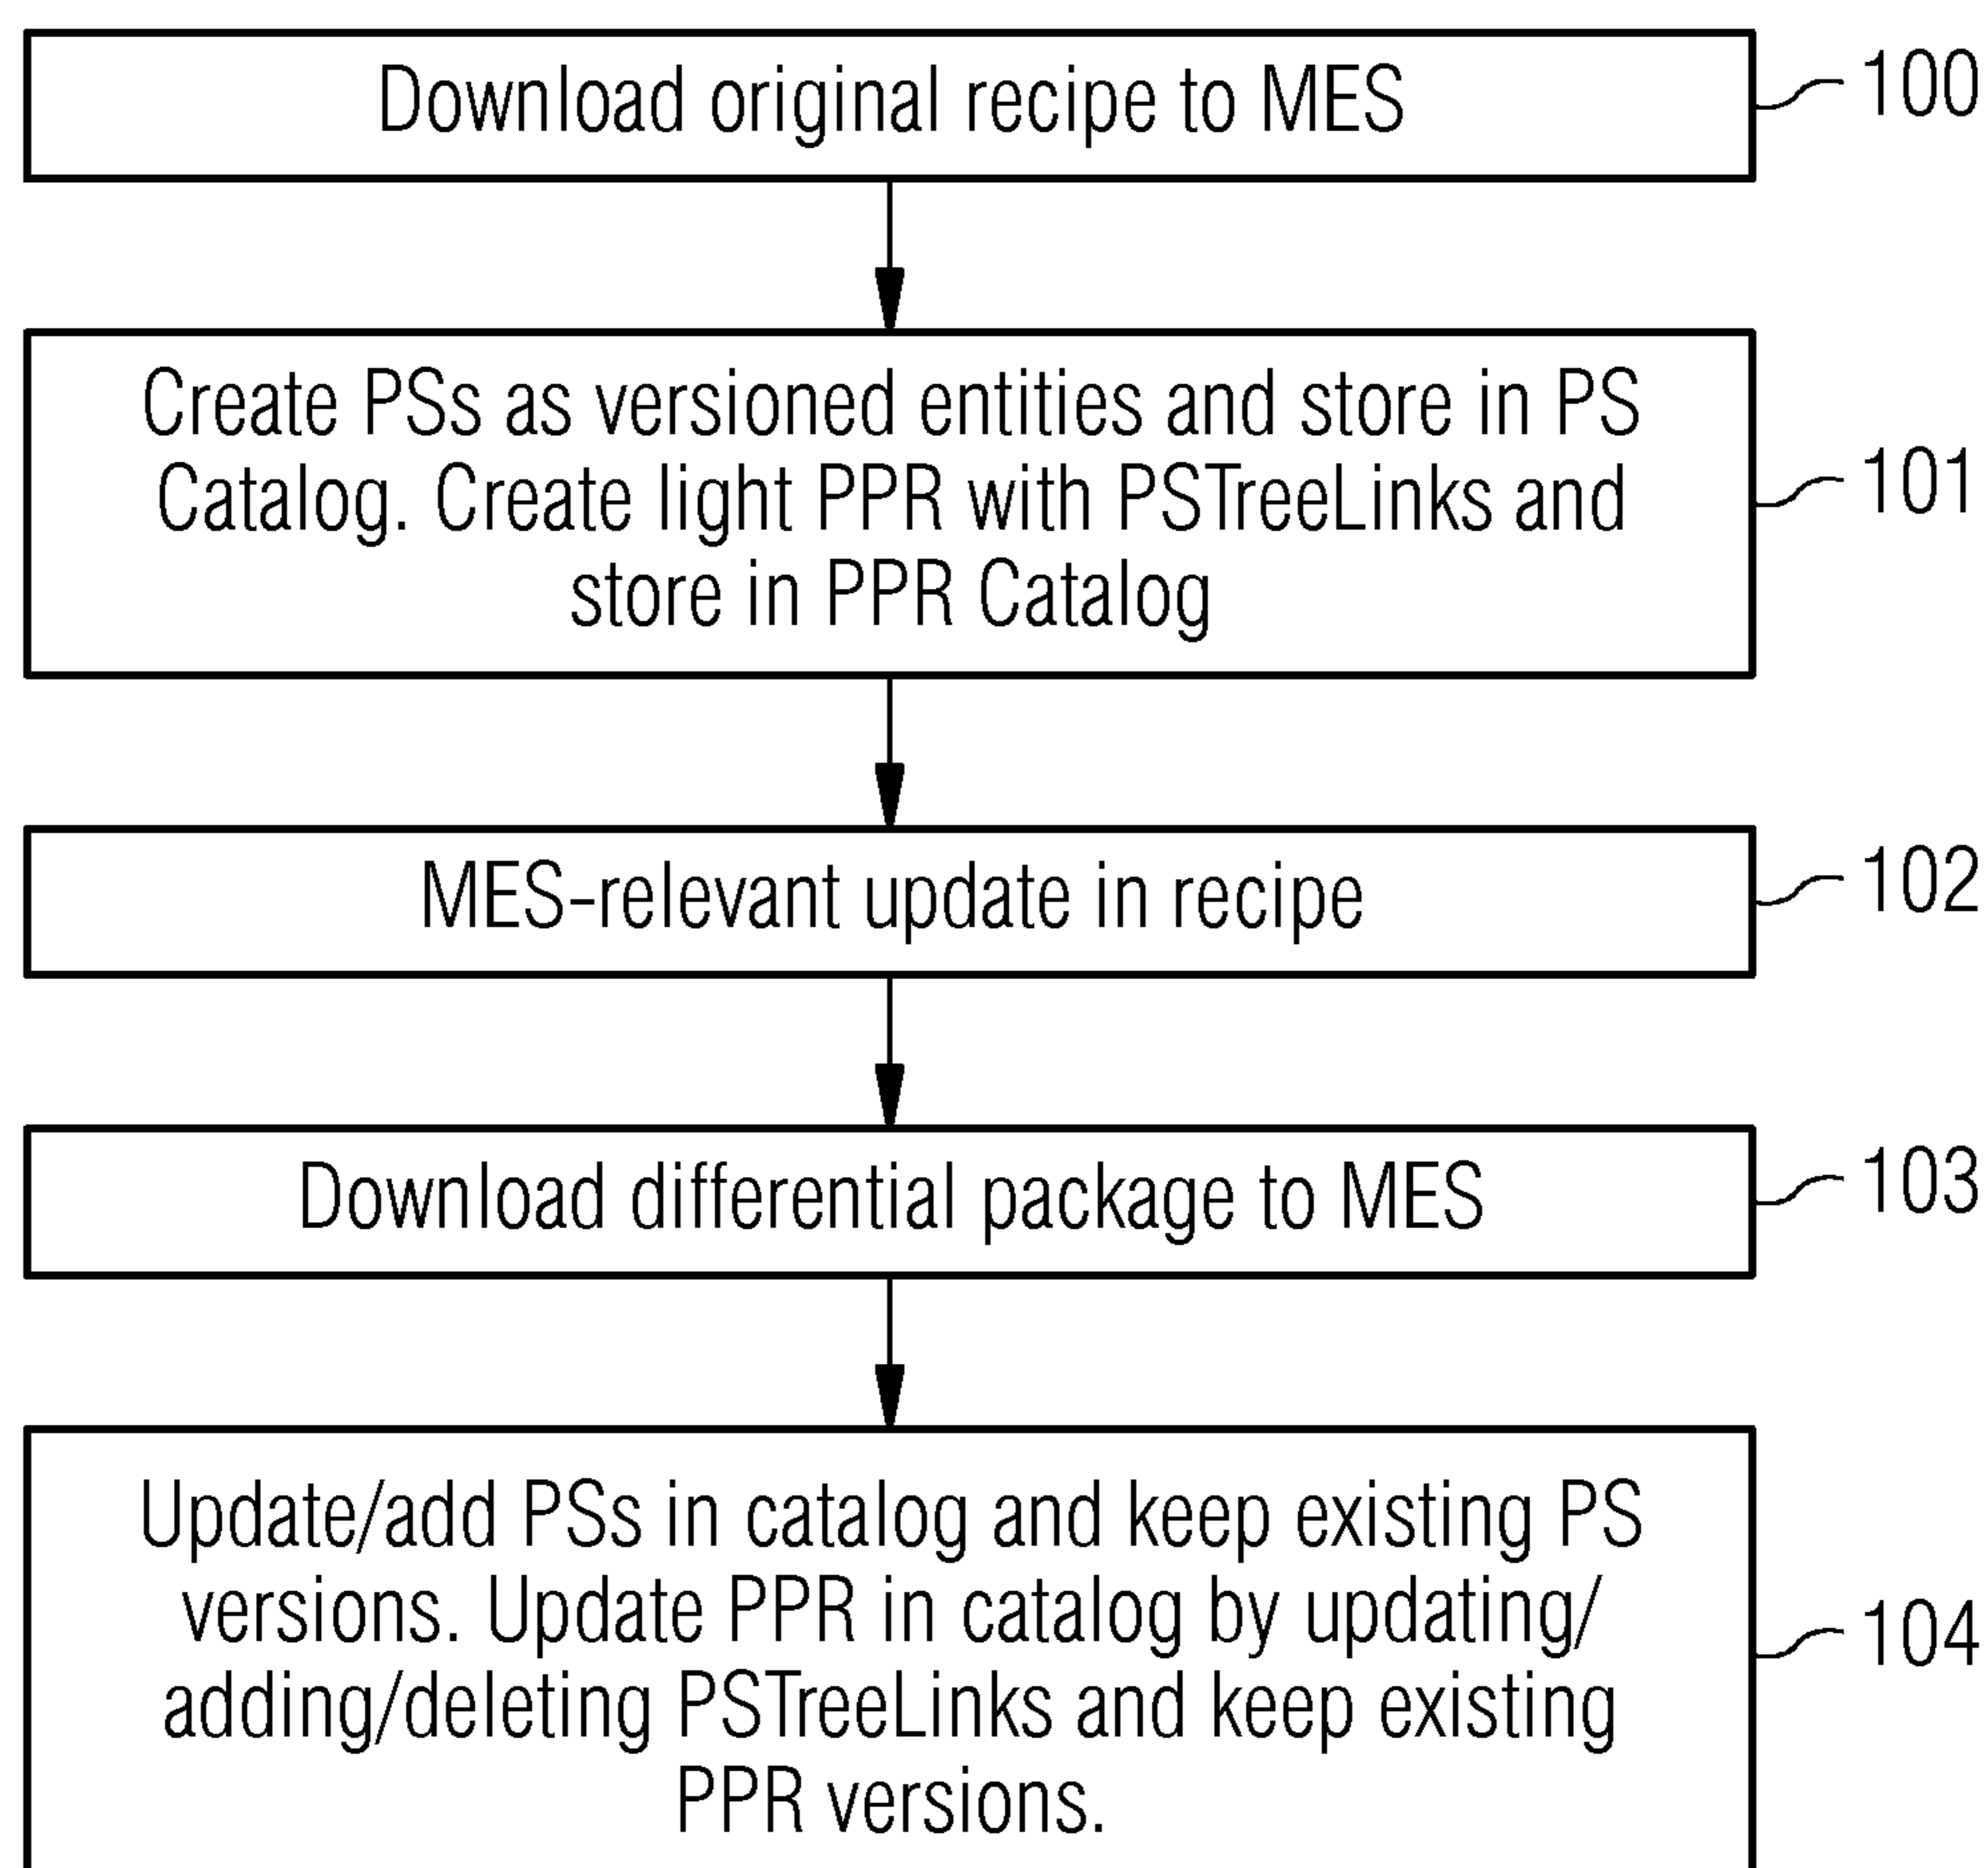 Download original recipe to MES
100
Create PSs as versioned entities and store in PS
Catalog. Create light PPR with PSTreeLinks and
store in PPR Catalog
101
MES-relevant update in recipe
102
Download differential package to MES
103
Update/add PSs in catalog and keep existing PS
versions. Update PPR in catalog by updating/
adding/deleting PSTreeLinks and keep existing
PPR versions.
104